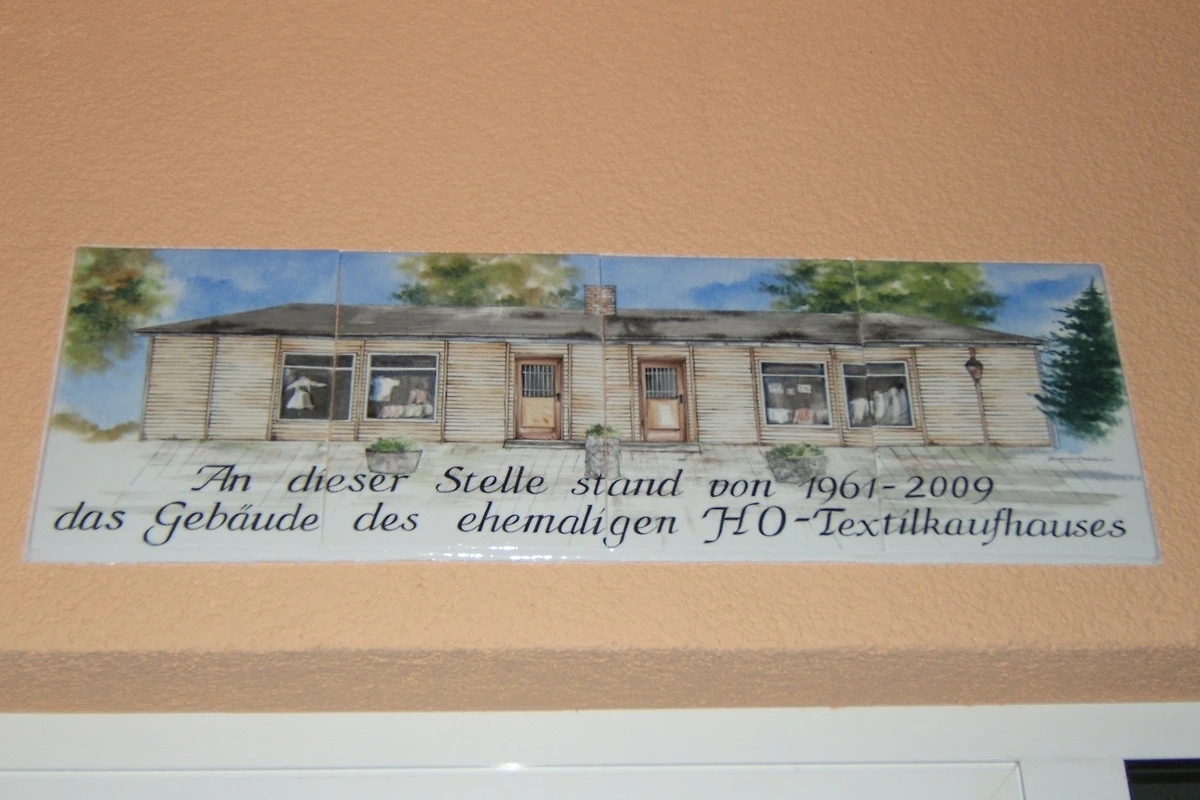 An dieser Stelle stand von 1961-2009
das Gebäude des ehemaligen HO-Textilkaufhauses